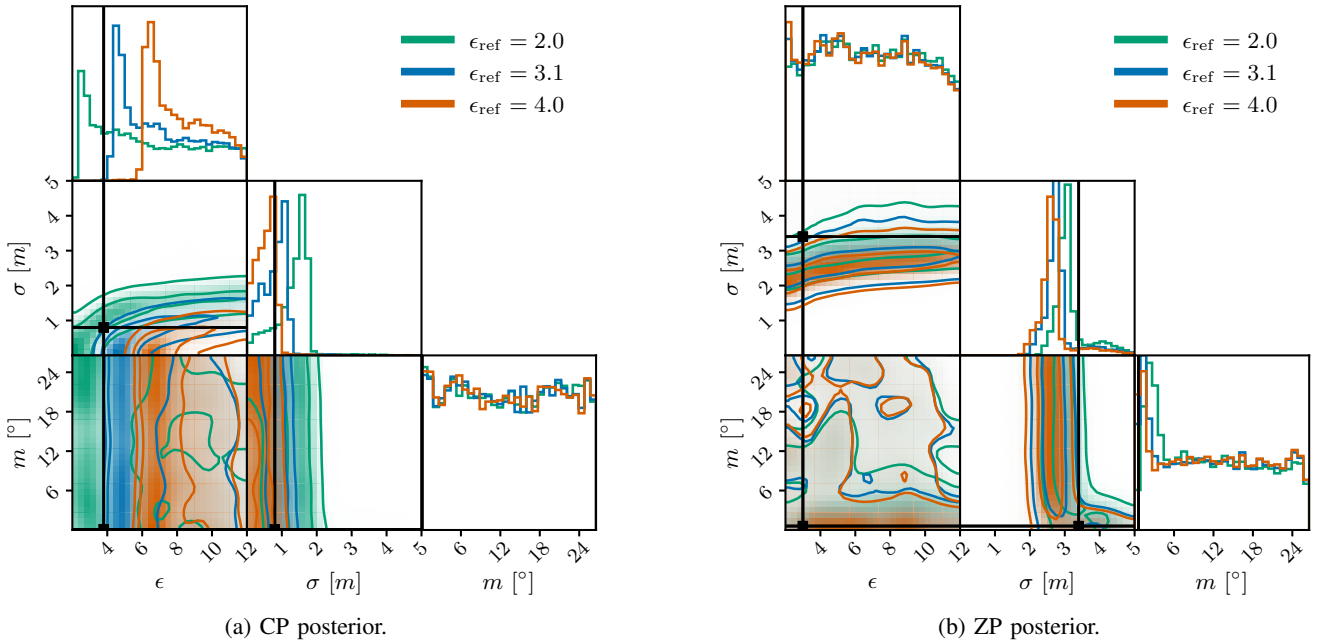 ϵref = 2.0
ϵref = 3.1
ϵref = 4.0
5
4
3
2
1
σ [m]
24
18
12
6
m [°]
4 6 8 10 12
1 2 3 4 5
6 12 18 24
ϵ
σ [m]
m [°]
(a) CP posterior.
ϵref = 2.0
ϵref = 3.1
ϵref = 4.0
5
4
3
2
1
σ [m]
24
18
12
6
m [°]
4 6 8 10 12
1 2 3 4 5
6 12 18 24
ϵ
σ [m]
m [°]
(b) ZP posterior.